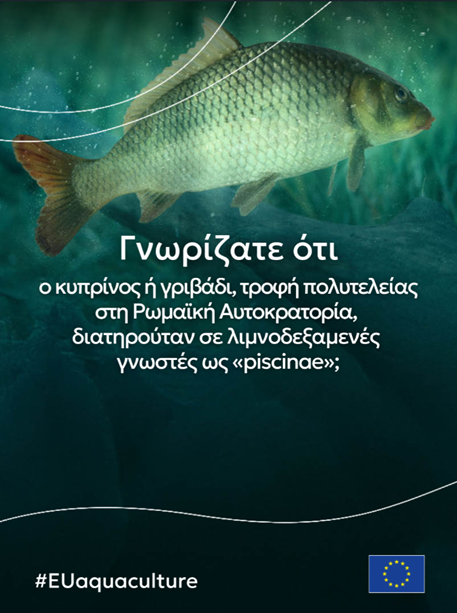 Γνωρίζατε ότι
ο κυπρίνος ή γριβάδι, τροφή πολυτελείας
στη Ρωμαϊκή Αυτοκρατορία,
διατηρούταν σε λιμνοδεξαμενές
γνωστές ως «piscinae»;
#EUaquaculture